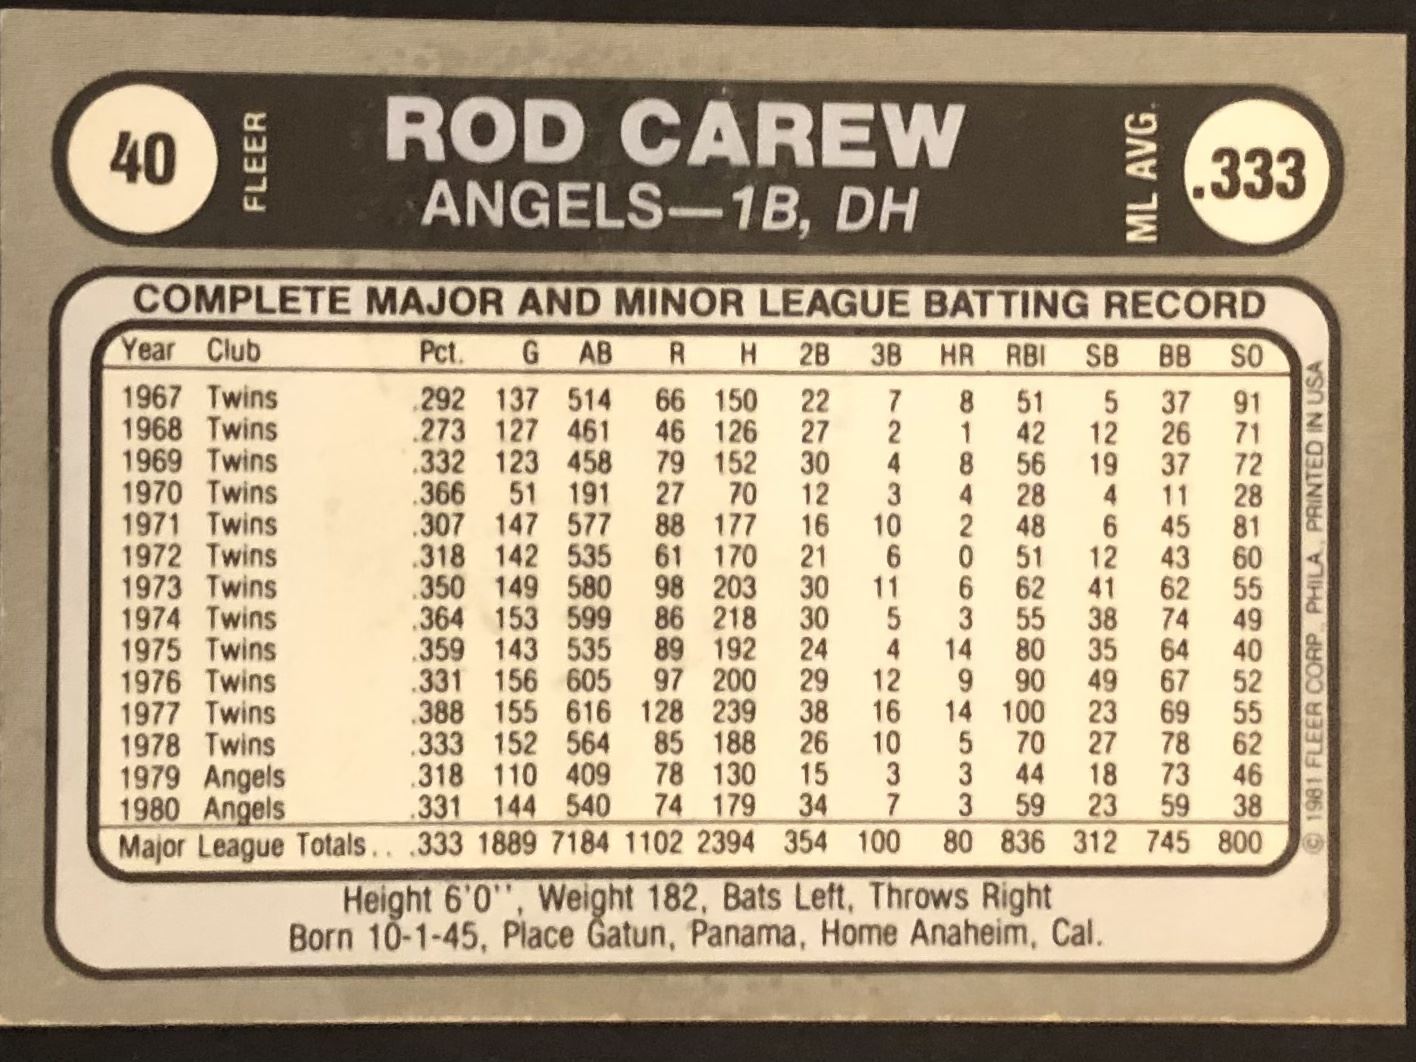 40
FLEER
ROD CAREW
ANGELS—1B, DH
ML AVG.
.333
COMPLETE MAJOR AND MINOR LEAGUE BATTING RECORD
Year Club Pct. G AB R H 2B 3B HR RBI SB BB SO
1967 Twins .292 137 514 66 150 22 7 8 51 5 37 91
1968 Twins .273 127 461 46 126 27 2 1 42 12 26 71
1969 Twins .332 123 458 79 152 30 4 8 56 19 37 72
1970 Twins .366 51 191 27 70 12 3 4 28 4 11 28
1971 Twins .307 147 577 88 177 16 10 2 48 6 45 81
1972 Twins .318 142 535 61 170 21 6 0 51 12 43 60
1973 Twins .350 149 580 98 203 30 11 6 62 41 62 55
1974 Twins .364 153 599 86 218 30 5 3 55 38 74 49
1975 Twins .359 143 535 89 192 24 4 14 80 35 64 40
1976 Twins .331 156 605 97 200 29 12 9 90 49 67 52
1977 Twins .388 155 616 128 239 38 16 14 100 23 69 55
1978 Twins .333 152 564 85 188 26 10 5 70 27 78 62
1979 Angels .318 110 409 78 130 15 3 3 44 18 73 46
1980 Angels .331 144 540 74 179 34 7 3 59 23 59 38
Major League Totals.. .333 1889 7184 1102 2394 354 100 80 836 312 745 800
Height 6'0'', Weight 182, Bats Left, Throws Right
Born 10-1-45, Place Gatun, Panama, Home Anaheim, Cal.
© 1981 FLEER CORP., PHILA., PRINTED IN USA